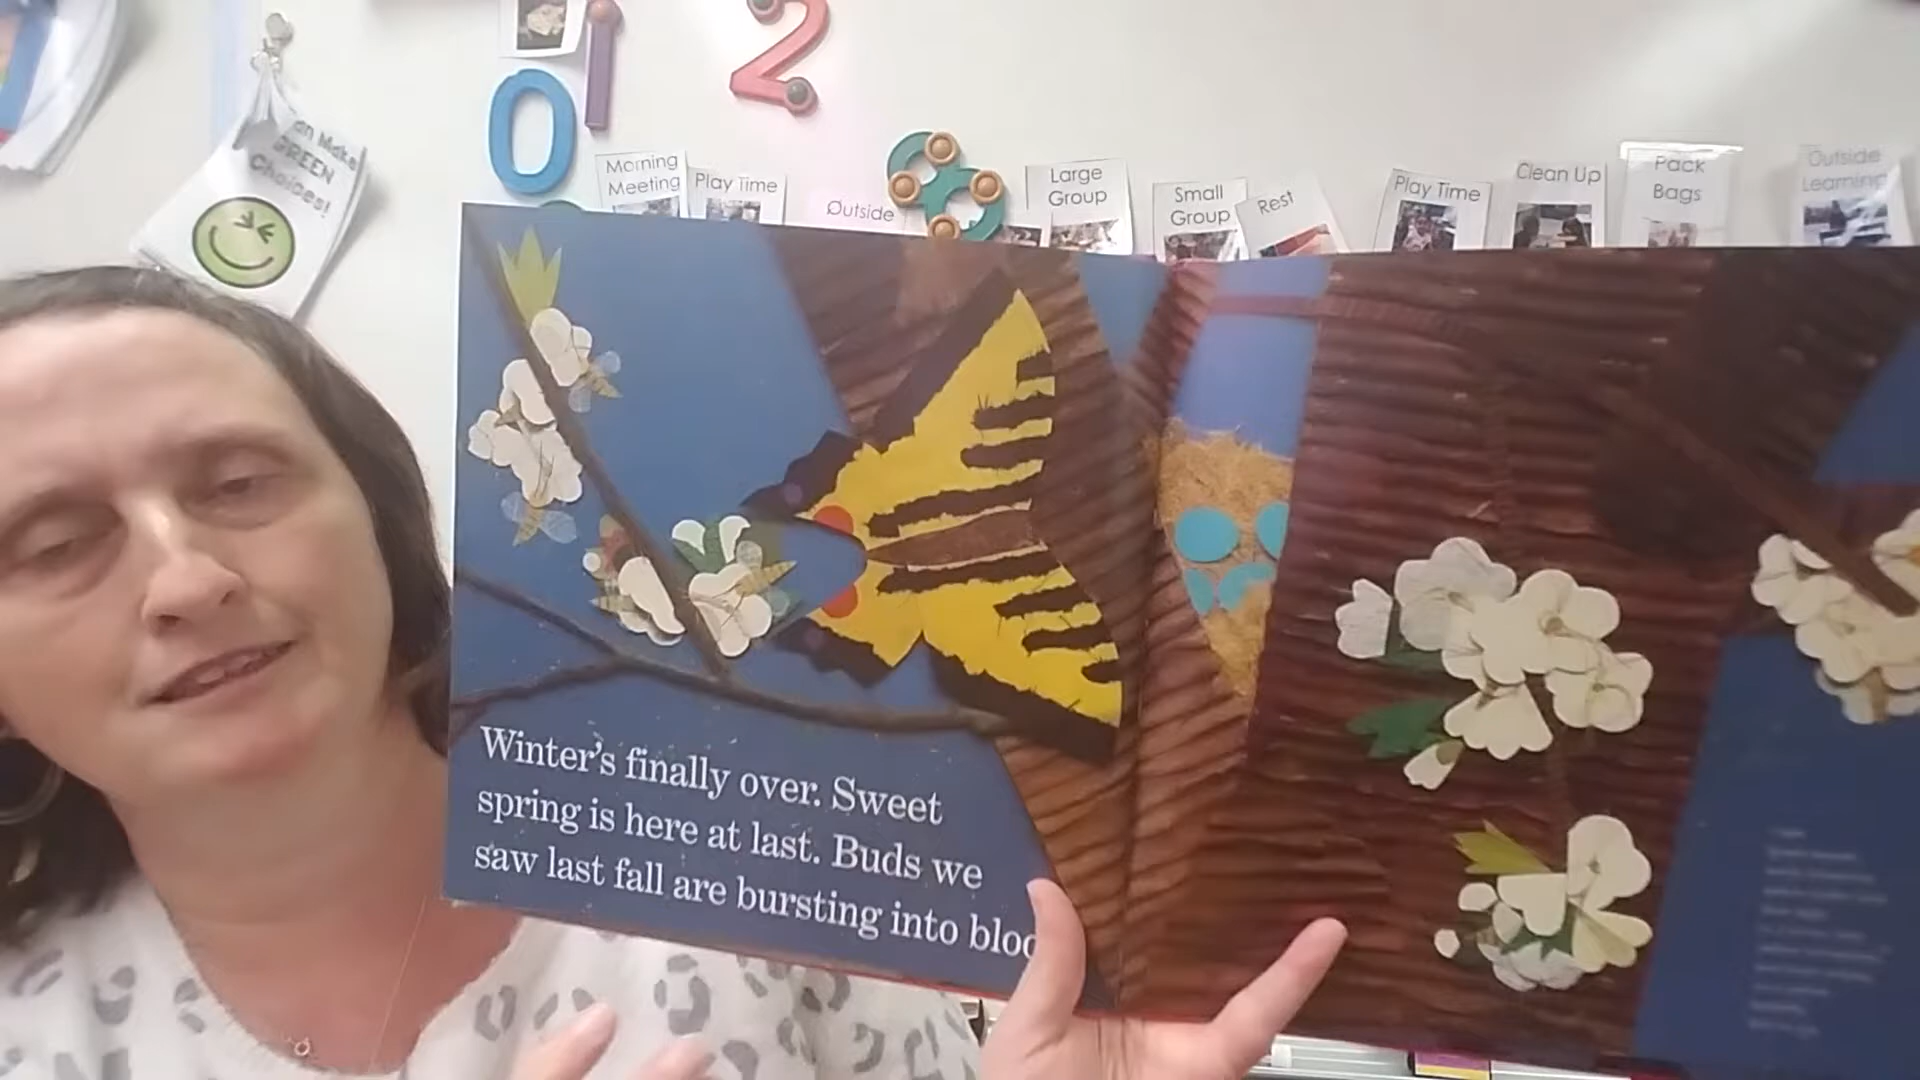 1
2
0
an Make
GREEN
Choices!
Morning
Meeting
Play Time
Outside
Large
Group
Small
Group
Rest
Play Time
Clean Up
Pack
Bags
Outside
Learning
Winter's finally over. Sweet
spring is here at last. Buds we
saw last fall are bursting into bloo